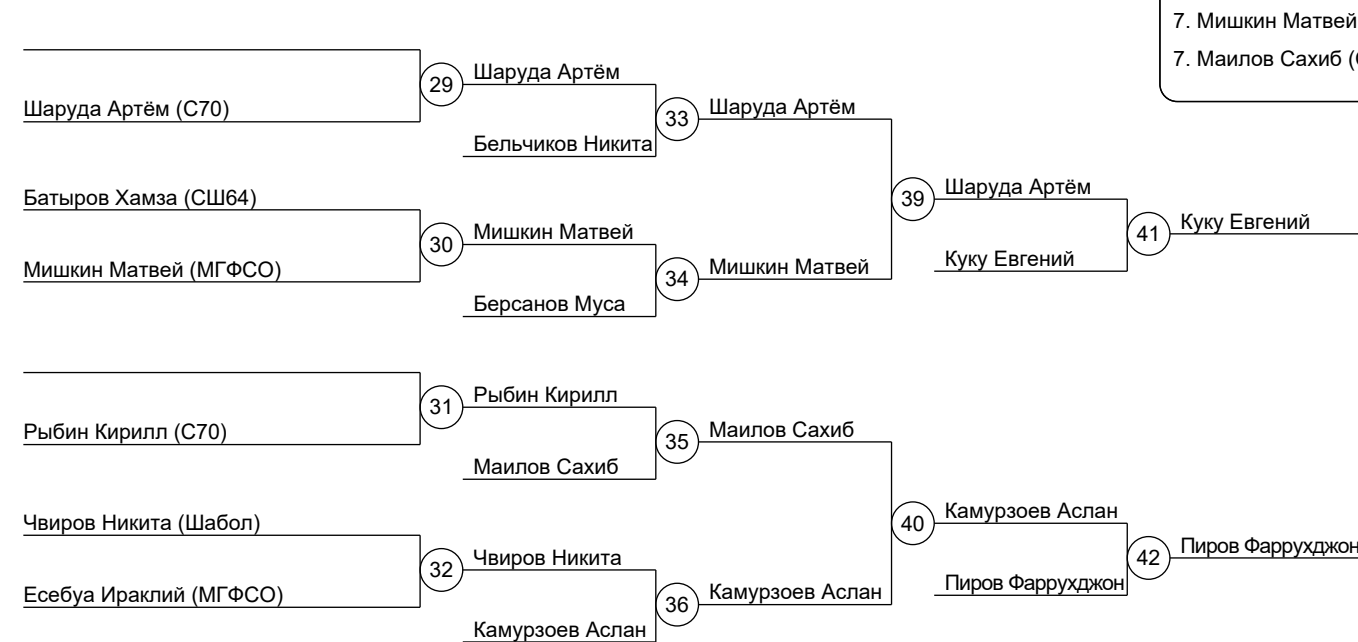 7. Мишкин Матвей
7. Маилов Сахиб
Шаруда Артём (С70)
29
Шаруда Артём
Бельчиков Никита
33
Шаруда Артём
Батыров Хамза (СШ64)
Мишкин Матвей (МГФСО)
30
Мишкин Матвей
Берсанов Муса
34
Мишкин Матвей
39
Шаруда Артём
Куку Евгений
41
Куку Евгений
Рыбин Кирилл (С70)
31
Рыбин Кирилл
Маилов Сахиб
35
Маилов Сахиб
Чвиров Никита (Шабол)
Есебуа Ираклий (МГФСО)
32
Чвиров Никита
Камурзоев Аслан
36
Камурзоев Аслан
40
Камурзоев Аслан
Пиров Фаррухджон
42
Пиров Фаррухджон